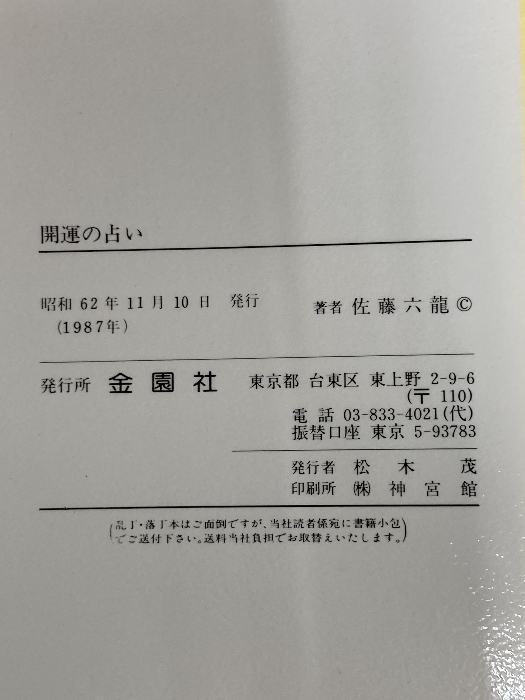 開運の占い
昭和 62 年 11 月 10 日 発行
(1987年)
著者 佐藤六龍 ©
発行所 金園社
東京都 台東区 東上野 2-9-6
(〒 110)
電話 03-833-4021(代)
振替口座 東京 5-93783
発行者 松木茂
印刷所 ㈱ 神宮館
(乱丁・落丁本はご面倒ですが、当社読者係宛に書籍小包
でご送付下さい。送料当社負担でお取替えいたします。)